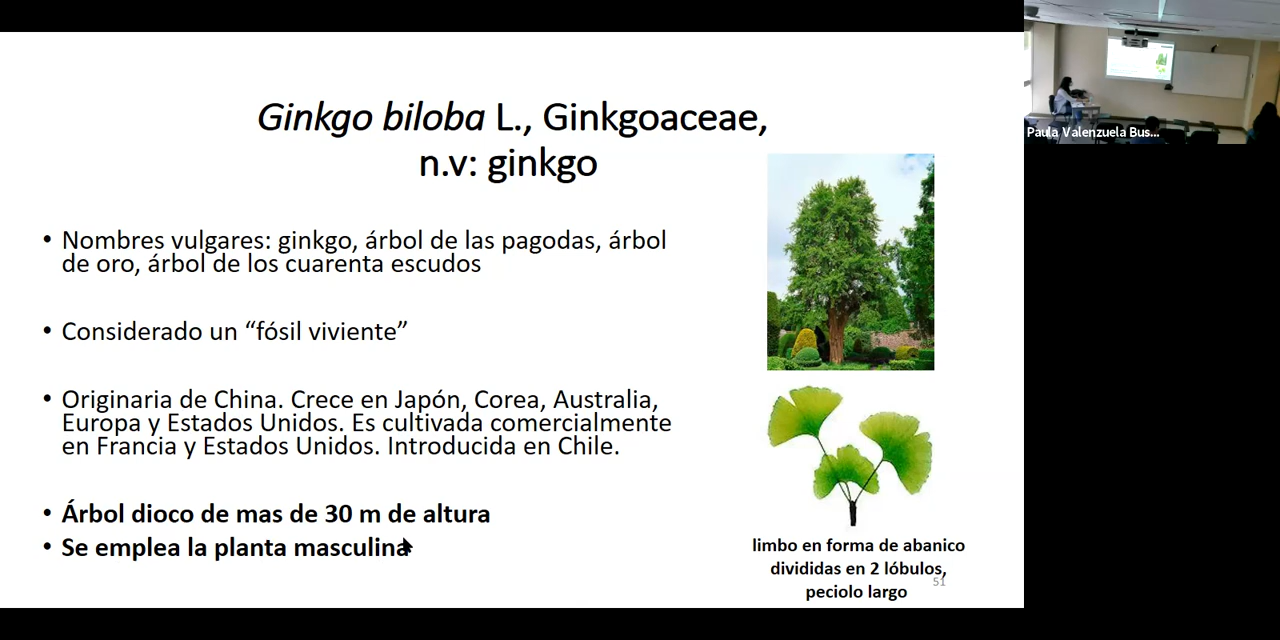 Ginkgo biloba L., Ginkgoaceae,
n.v: ginkgo
• Nombres vulgares: ginkgo, árbol de las pagodas, árbol
de oro, árbol de los cuarenta escudos
• Considerado un “fósil viviente”
• Originaria de China. Crece en Japón, Corea, Australia,
Europa y Estados Unidos. Es cultivada comercialmente
en Francia y Estados Unidos. Introducida en Chile.
• Árbol dioco de mas de 30 m de altura
• Se emplea la planta masculina
limbo en forma de abanico
divididas en 2 lóbulos,
peciolo largo
51
Paula Valenzuela Bus...